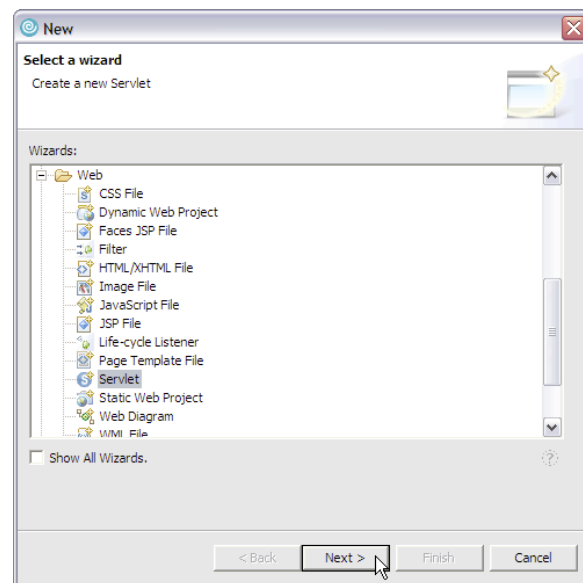 New
Select a wizard
Create a new Servlet
Wizards:
Web
CSS File
Dynamic Web Project
Faces JSP File
Filter
HTML/XHTML File
Image File
JavaScript File
JSP File
Life-cycle Listener
Page Template File
Servlet
Static Web Project
Web Diagram
WML File
Show All Wizards.
< Back Next > Finish Cancel